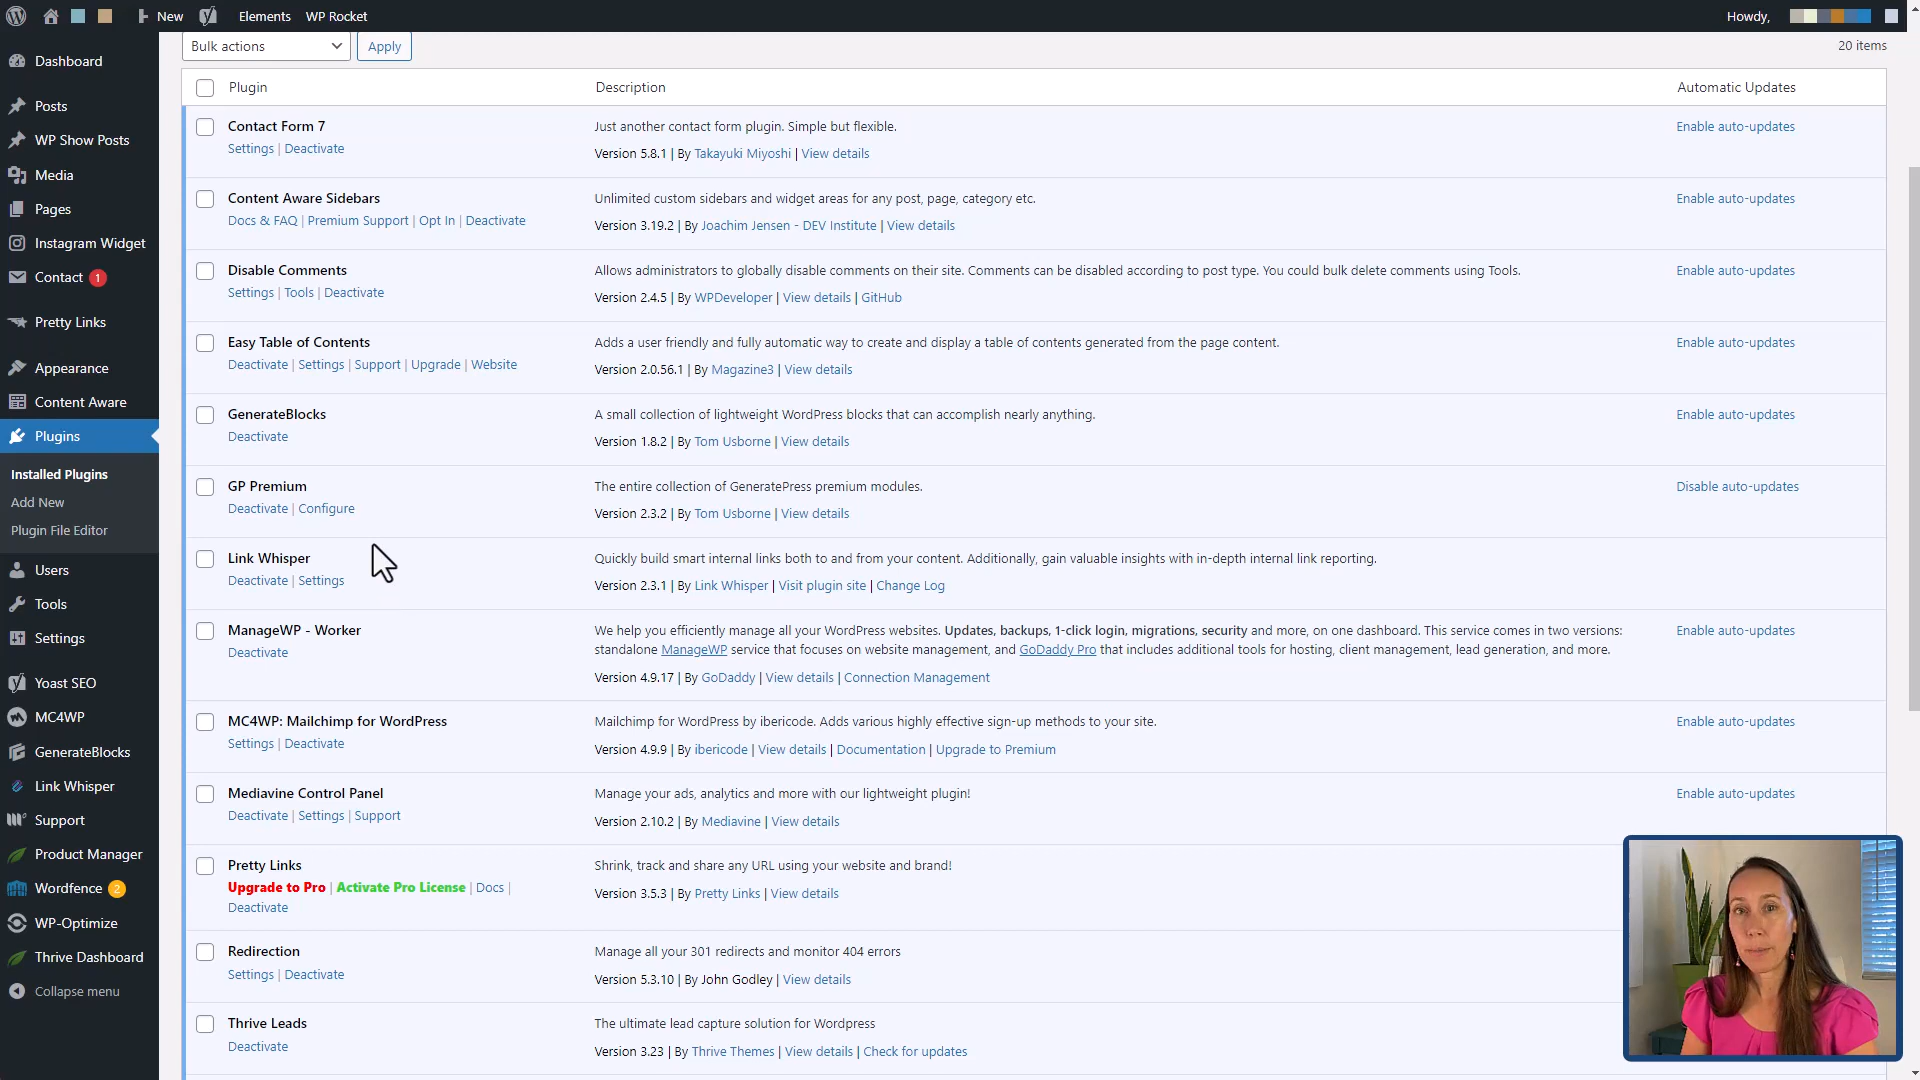 New Elements WP Rocket Howdy,
Bulk actions Apply 20 items
Dashboard
Posts
WP Show Posts
Media
Pages
Instagram Widget
Contact 1
Pretty Links
Appearance
Content Aware
Plugins
Installed Plugins
Add New
Plugin File Editor
Users
Tools
Settings
Yoast SEO
MC4WP
GenerateBlocks
Link Whisper
Support
Product Manager
Wordfence 2
WP-Optimize
Thrive Dashboard
Collapse menu
Plugin Description Automatic Updates
Contact Form 7 Just another contact form plugin. Simple but flexible. Enable auto-updates
Settings | Deactivate Version 5.8.1 | By Takayuki Miyoshi | View details
Content Aware Sidebars Unlimited custom sidebars and widget areas for any post, page, category etc. Enable auto-updates
Docs & FAQ | Premium Support | Opt In | Deactivate Version 3.19.2 | By Joachim Jensen - DEV Institute | View details
Disable Comments Allows administrators to globally disable comments on their site. Comments can be disabled according to post type. You could bulk delete comments using Tools. Enable auto-updates
Settings | Tools | Deactivate Version 2.4.5 | By WPDeveloper | View details | GitHub
Easy Table of Contents Adds a user friendly and fully automatic way to create and display a table of contents generated from the page content. Enable auto-updates
Deactivate | Settings | Support | Upgrade | Website Version 2.0.56.1 | By Magazine3 | View details
GenerateBlocks A small collection of lightweight WordPress blocks that can accomplish nearly anything. Enable auto-updates
Deactivate Version 1.8.2 | By Tom Usborne | View details
GP Premium The entire collection of GeneratePress premium modules. Disable auto-updates
Deactivate | Configure Version 2.3.2 | By Tom Usborne | View details
Link Whisper Quickly build smart internal links both to and from your content. Additionally, gain valuable insights with in-depth internal link reporting.
Deactivate | Settings Version 2.3.1 | By Link Whisper | Visit plugin site | Change Log
ManageWP - Worker We help you efficiently manage all your WordPress websites. Updates, backups, 1-click login, migrations, security and more, on one dashboard. This service comes in two versions: Enable auto-updates
Deactivate standalone ManageWP service that focuses on website management, and GoDaddy Pro that includes additional tools for hosting, client management, lead generation, and more.
Version 4.9.17 | By GoDaddy | View details | Connection Management
MC4WP: Mailchimp for WordPress Mailchimp for WordPress by ibericode. Adds various highly effective sign-up methods to your site. Enable auto-updates
Settings | Deactivate Version 4.9.9 | By ibericode | View details | Documentation | Upgrade to Premium
Mediavine Control Panel Manage your ads, analytics and more with our lightweight plugin! Enable auto-updates
Deactivate | Settings | Support Version 2.10.2 | By Mediavine | View details
Pretty Links Shrink, track and share any URL using your website and brand!
Upgrade to Pro | Activate Pro License | Docs | Version 3.5.3 | By Pretty Links | View details
Deactivate
Redirection Manage all your 301 redirects and monitor 404 errors
Settings | Deactivate Version 5.3.10 | By John Godley | View details
Thrive Leads The ultimate lead capture solution for Wordpress
Deactivate Version 3.23 | By Thrive Themes | View details | Check for updates